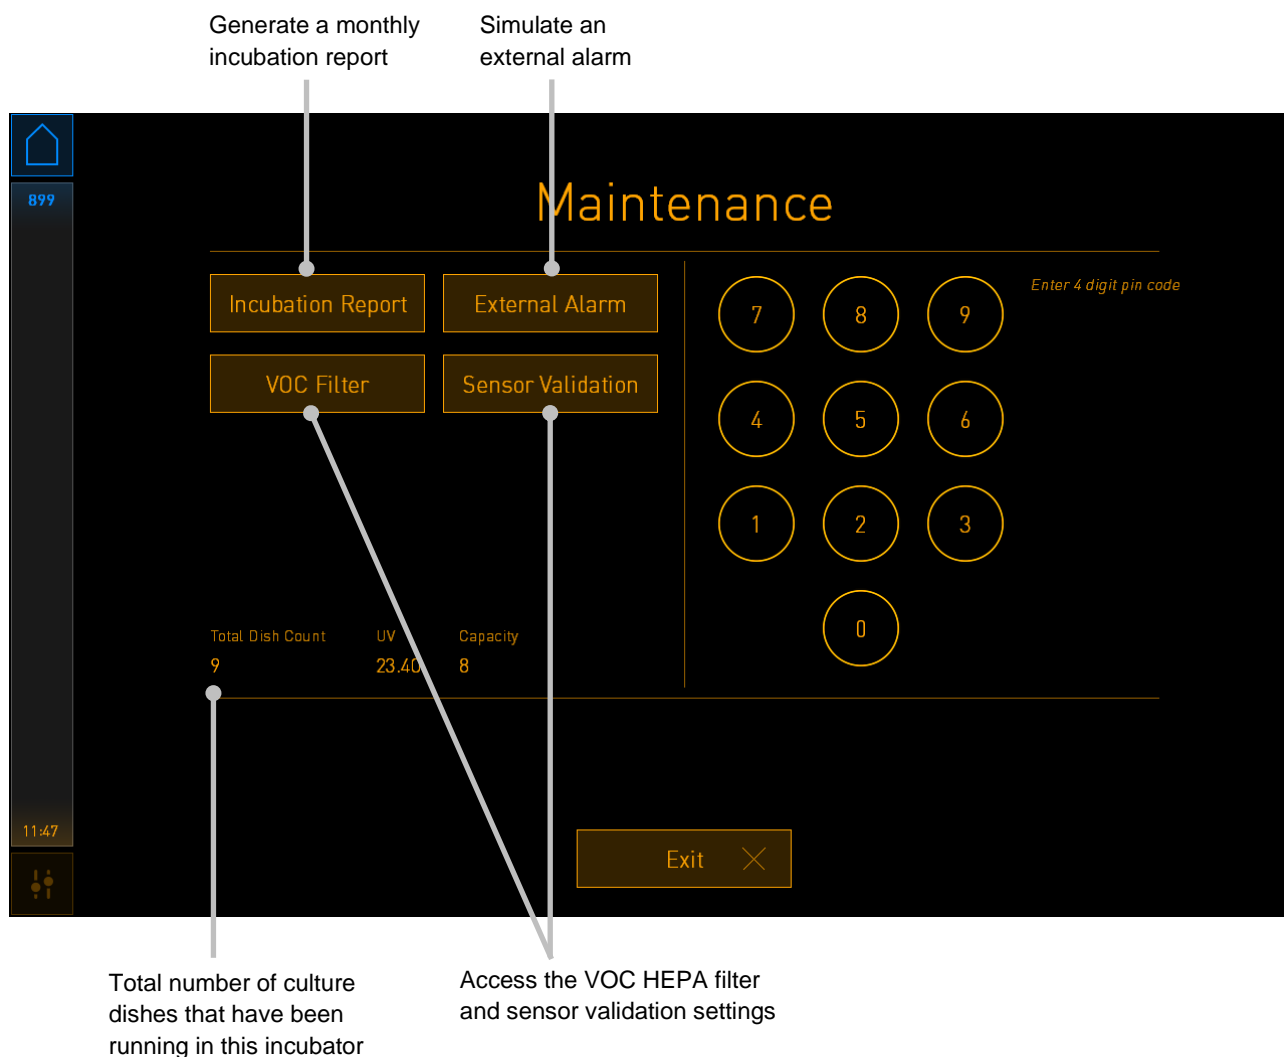 Generate a monthly
incubation report
Simulate an
external alarm
899
Maintenance
Incubation Report
External Alarm
VOC Filter
Sensor Validation
7
8
9
Enter 4 digit pin code
4
5
6
1
2
3
0
Total Dish Count
UV
Capacity
9
23.40
8
11:47
Exit
Total number of culture
dishes that have been
running in this incubator
Access the VOC HEPA filter
and sensor validation settings